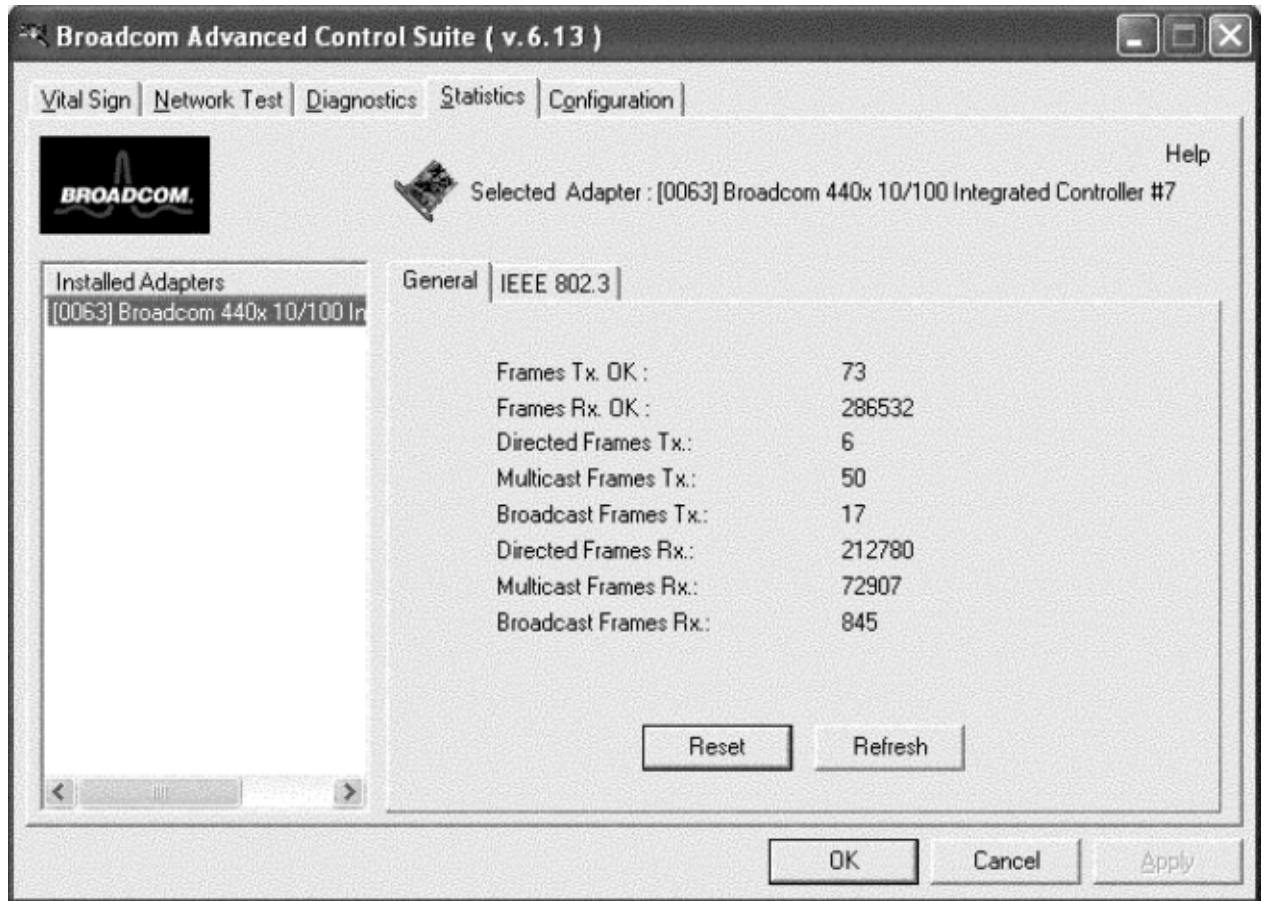 Broadcom Advanced Control Suite ( v.6.13 )
Vital Sign Network Test Diagnostics Statistics Configuration
Help
BROADCOM.
Selected Adapter : [0063] Broadcom 440x 10/100 Integrated Controller #7
Installed Adapters
[0063] Broadcom 440x 10/100 In
General IEEE 802.3
Frames Tx. OK : 73
Frames Rx. OK : 286532
Directed Frames Tx.: 6
Multicast Frames Tx.: 50
Broadcast Frames Tx.: 17
Directed Frames Rx.: 212780
Multicast Frames Rx.: 72907
Broadcast Frames Rx.: 845
Reset Refresh
OK Cancel Apply